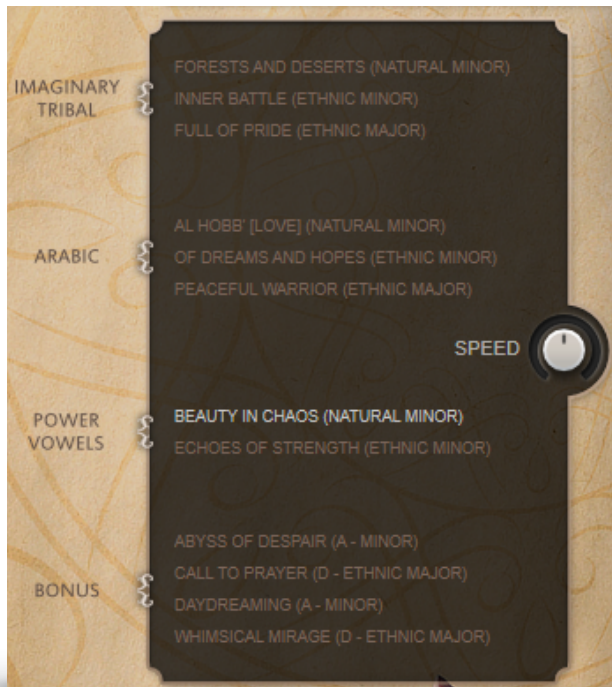 IMAGINARY
TRIBAL
FORESTS AND DESERTS (NATURAL MINOR)
INNER BATTLE (ETHNIC MINOR)
FULL OF PRIDE (ETHNIC MAJOR)
ARABIC
AL HOBB' [LOVE] (NATURAL MINOR)
OF DREAMS AND HOPES (ETHNIC MINOR)
PEACEFUL WARRIOR (ETHNIC MAJOR)
SPEED
POWER
VOWELS
BEAUTY IN CHAOS (NATURAL MINOR)
ECHOES OF STRENGTH (ETHNIC MINOR)
BONUS
ABYSS OF DESPAIR (A - MINOR)
CALL TO PRAYER (D - ETHNIC MAJOR)
DAYDREAMING (A - MINOR)
WHIMSICAL MIRAGE (D - ETHNIC MAJOR)